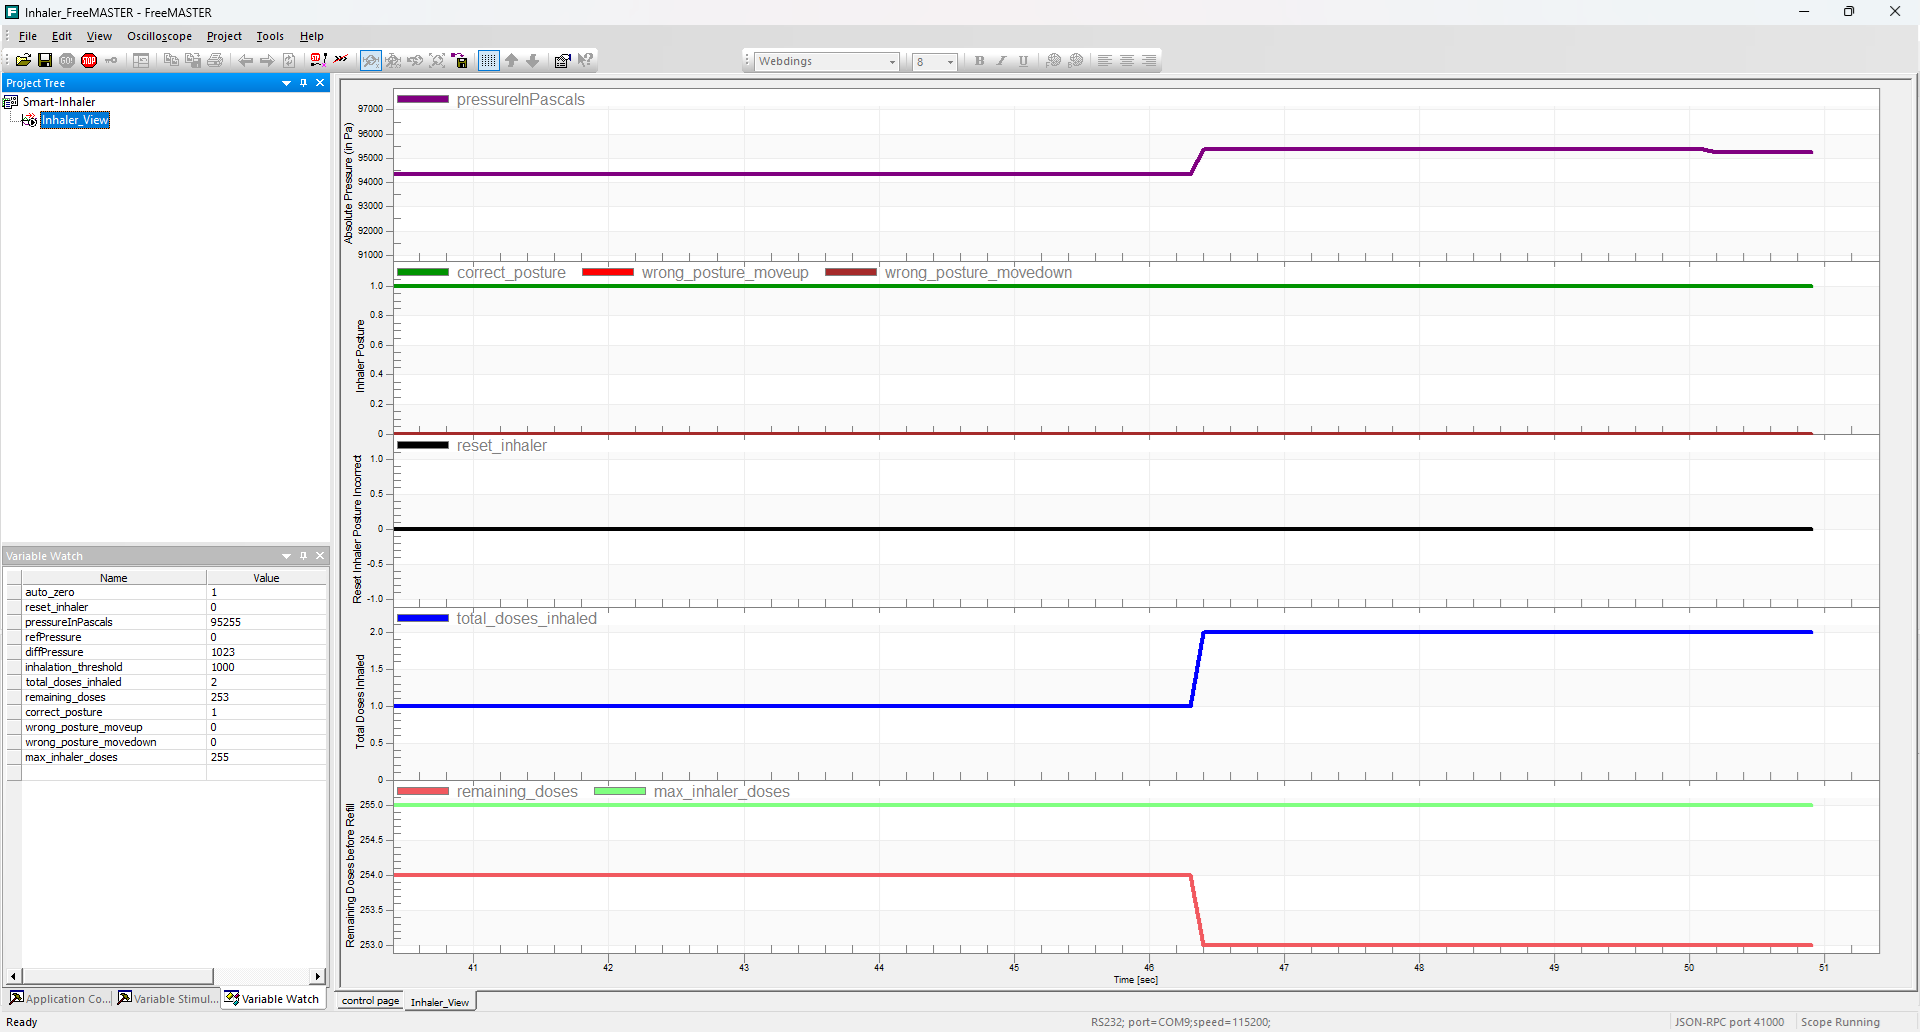 Inhaler_FreeMASTER - FreeMASTER
File Edit View Oscilloscope Project Tools Help
GO! STOP Webdings 8 B I U
Project Tree
Smart-Inhaler
Inhaler_View
Variable Watch
Name Value
auto_zero 1
reset_inhaler 0
pressureInPascals 95255
refPressure 0
diffPressure 1023
inhalation_threshold 1000
total_doses_inhaled 2
remaining_doses 253
correct_posture 1
wrong_posture_moveup 0
wrong_posture_movedown 0
max_inhaler_doses 255
Application Co... Variable Stimul... Variable Watch
pressureInPascals
Absolute Pressure (in Pa)
97000
96000
95000
94000
93000
92000
91000
correct_posture wrong_posture_moveup wrong_posture_movedown
Inhaler Posture
1.0
0.8
0.6
0.4
0.2
0
reset_inhaler
Reset Inhaler Posture Incorrect
1.0
0.5
0
-0.5
-1.0
total_doses_inhaled
Total Doses Inhaled
2.0
1.5
1.0
0.5
0
remaining_doses max_inhaler_doses
Remaining Doses before Refill
255.0
254.5
254.0
253.5
253.0
41 42 43 44 45 46 47 48 49 50 51
Time [sec]
control page Inhaler_View
Ready RS232; port=COM9;speed=115200; JSON-RPC port 41000 Scope Running